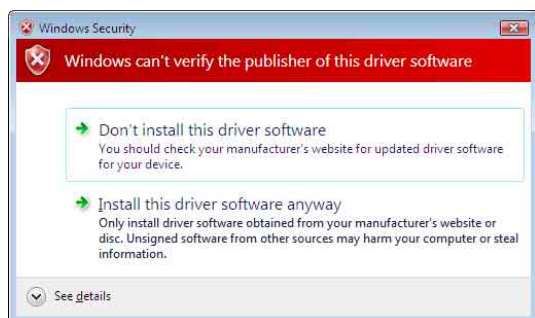 Windows Security
Windows can't verify the publisher of this driver software
Don't install this driver software
You should check your manufacturer's website for updated driver software
for your device.
Install this driver software anyway
Only install driver software obtained from your manufacturer's website or
disc. Unsigned software from other sources may harm your computer or steal
information.
See details